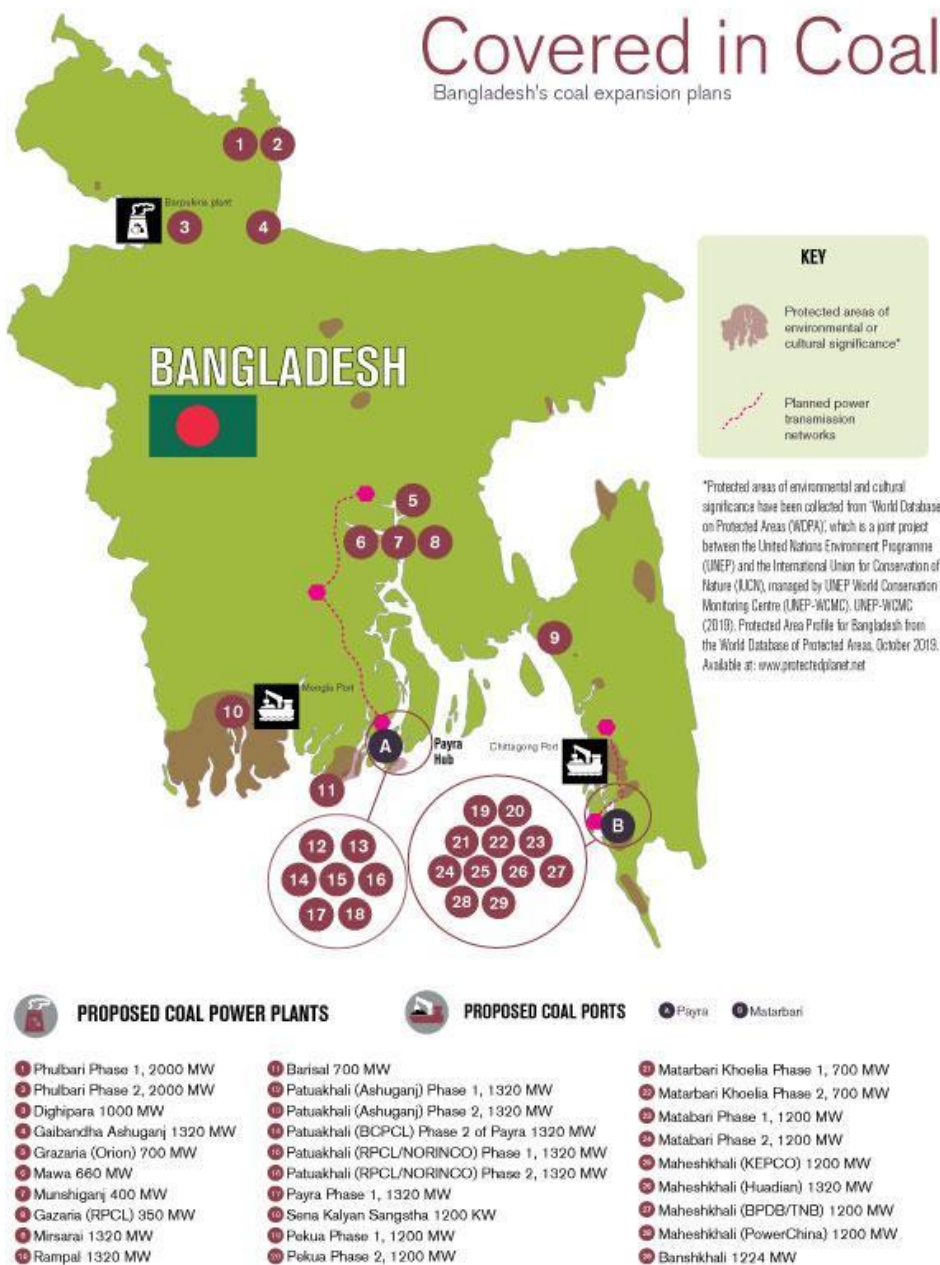 Covered in Coal
Bangladesh's coal expansion plans
1
2
Barpukria plant
3
4
KEY
Protected areas of
environmental or
cultural significance*
Planned power
transmission
networks
BANGLADESH
*Protected areas of environmental and cultural
significance have been collected from 'World Database
on Protected Areas (WDPA)', which is a joint project
between the United Nations Environment Programme
(UNEP) and the International Union for Conservation of
Nature (IUCN), managed by UNEP World Conservation
Monitoring Centre (UNEP-WCMC). UNEP-WCMC
(2019). Protected Area Profile for Bangladesh from
the World Database of Protected Areas, October 2019.
Available at: www.protectedplanet.net
5
6
7
8
9
10
Mongla Port
A
Payra
Hub
Chittagong Port
11
B
12
13
14
15
16
17
18
19
20
21
22
23
24
25
26
27
28
29
PROPOSED COAL POWER PLANTS
PROPOSED COAL PORTS
A Payra
B Matarbari
1 Phulbari Phase 1, 2000 MW
2 Phulbari Phase 2, 2000 MW
3 Dighipara 1000 MW
4 Gaibandha Ashuganj 1320 MW
5 Grazaria (Orion) 700 MW
6 Mawa 660 MW
7 Munshiganj 400 MW
8 Gazaria (RPCL) 350 MW
9 Mirsarai 1320 MW
10 Rampal 1320 MW
11 Barisal 700 MW
12 Patuakhali (Ashuganj) Phase 1, 1320 MW
13 Patuakhali (Ashuganj) Phase 2, 1320 MW
14 Patuakhali (BCPCL) Phase 2 of Payra 1320 MW
15 Patuakhali (RPCL/NORINCO) Phase 1, 1320 MW
16 Patuakhali (RPCL/NORINCO) Phase 2, 1320 MW
17 Payra Phase 1, 1320 MW
18 Sena Kalyan Sangstha 1200 KW
19 Pekua Phase 1, 1200 MW
20 Pekua Phase 2, 1200 MW
21 Matarbari Khoelia Phase 1, 700 MW
22 Matarbari Khoelia Phase 2, 700 MW
23 Matabari Phase 1, 1200 MW
24 Matabari Phase 2, 1200 MW
25 Maheshkhali (KEPCO) 1200 MW
26 Maheshkhali (Huadian) 1320 MW
27 Maheshkhali (BPDB/TNB) 1200 MW
28 Maheshkhali (PowerChina) 1200 MW
29 Banshkhali 1224 MW